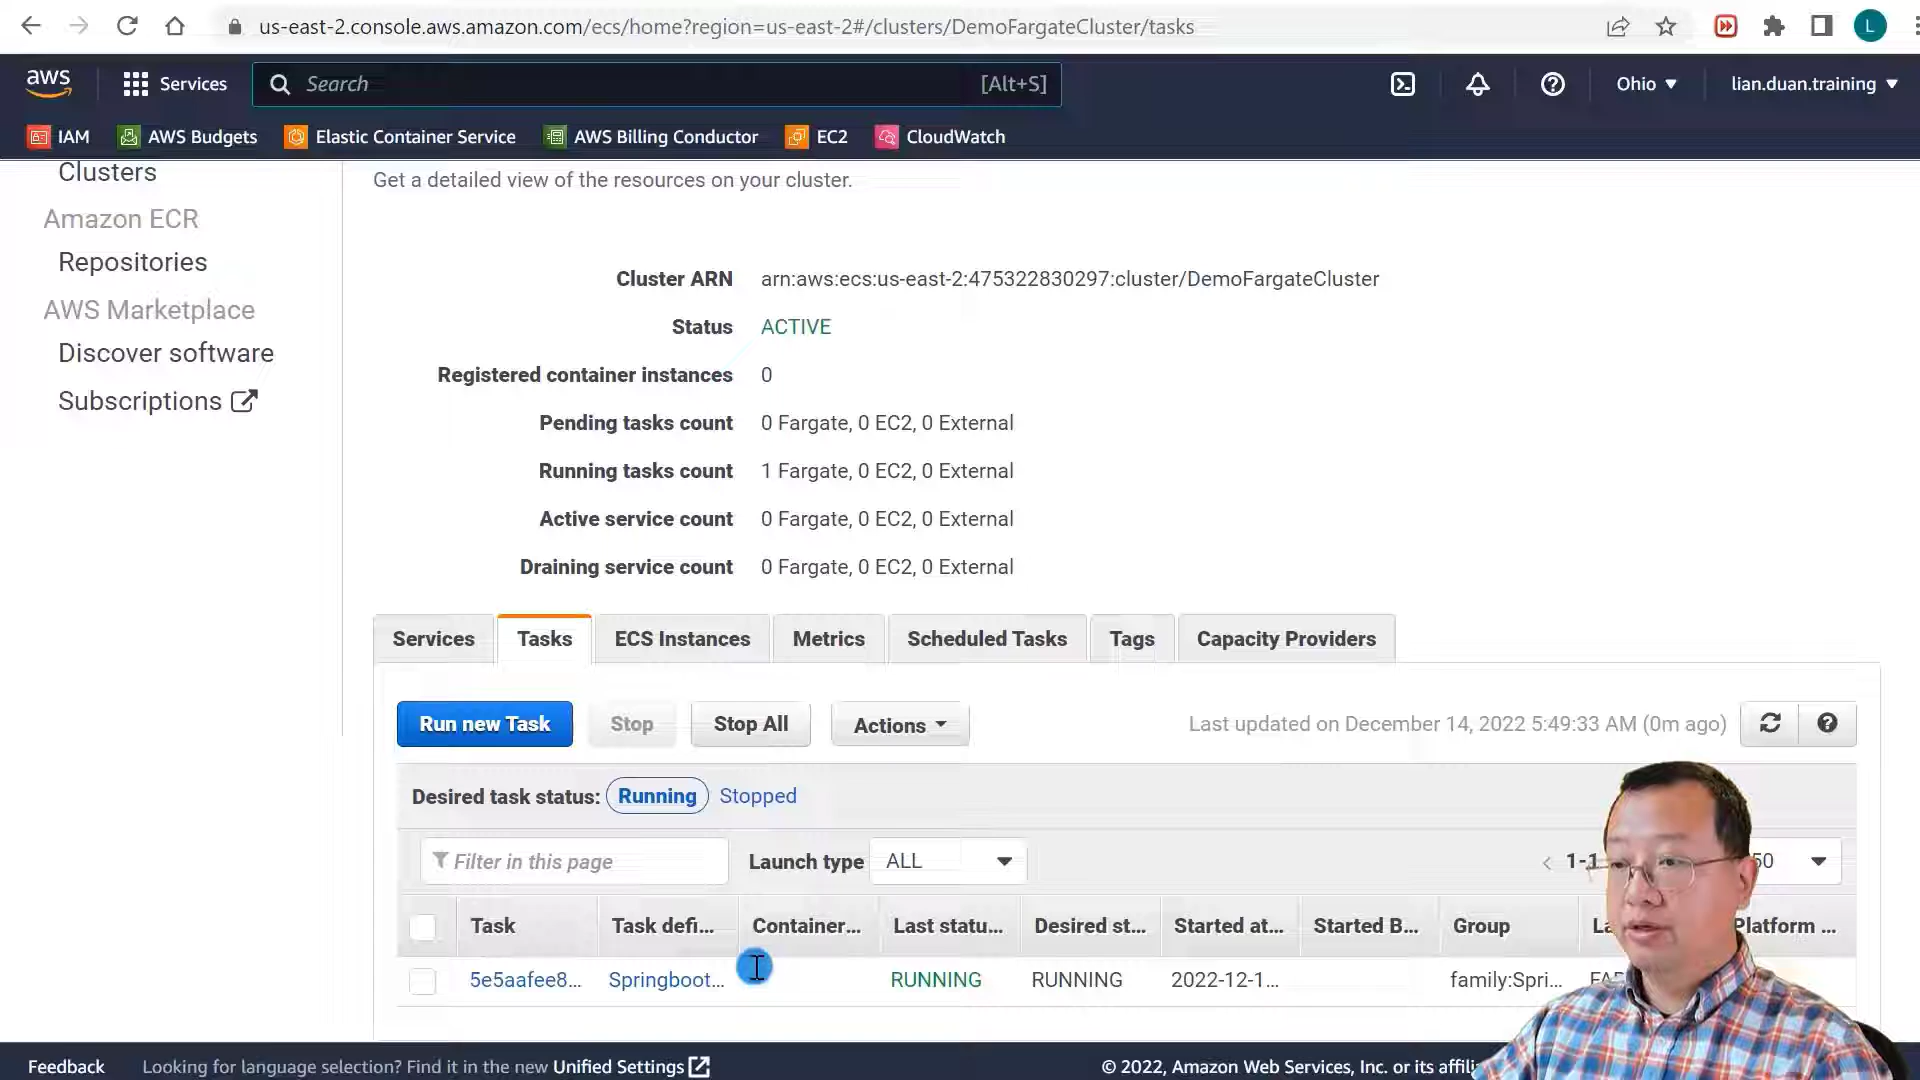 us-east-2.console.aws.amazon.com/ecs/home?region=us-east-2#/clusters/DemoFargateCluster/tasks
L
aws
Services
Search
[Alt+S]
Ohio
lian.duan.training
IAM
AWS Budgets
Elastic Container Service
AWS Billing Conductor
EC2
CloudWatch
Clusters
Amazon ECR
Repositories
AWS Marketplace
Discover software
Subscriptions
Get a detailed view of the resources on your cluster.
Cluster ARN arn:aws:ecs:us-east-2:475322830297:cluster/DemoFargateCluster
Status ACTIVE
Registered container instances 0
Pending tasks count 0 Fargate, 0 EC2, 0 External
Running tasks count 1 Fargate, 0 EC2, 0 External
Active service count 0 Fargate, 0 EC2, 0 External
Draining service count 0 Fargate, 0 EC2, 0 External
Services Tasks ECS Instances Metrics Scheduled Tasks Tags Capacity Providers
Run new Task Stop Stop All Actions Last updated on December 14, 2022 5:49:33 AM (0m ago)
Desired task status: Running Stopped
Filter in this page Launch type ALL 1-1 50
Task Task defi... Container... Last statu... Desired st... Started at... Started B... Group La Platform ...
5e5aafee8... Springboot... RUNNING RUNNING 2022-12-1... family:Spri...
Feedback Looking for language selection? Find it in the new Unified Settings © 2022, Amazon Web Services, Inc. or its affili